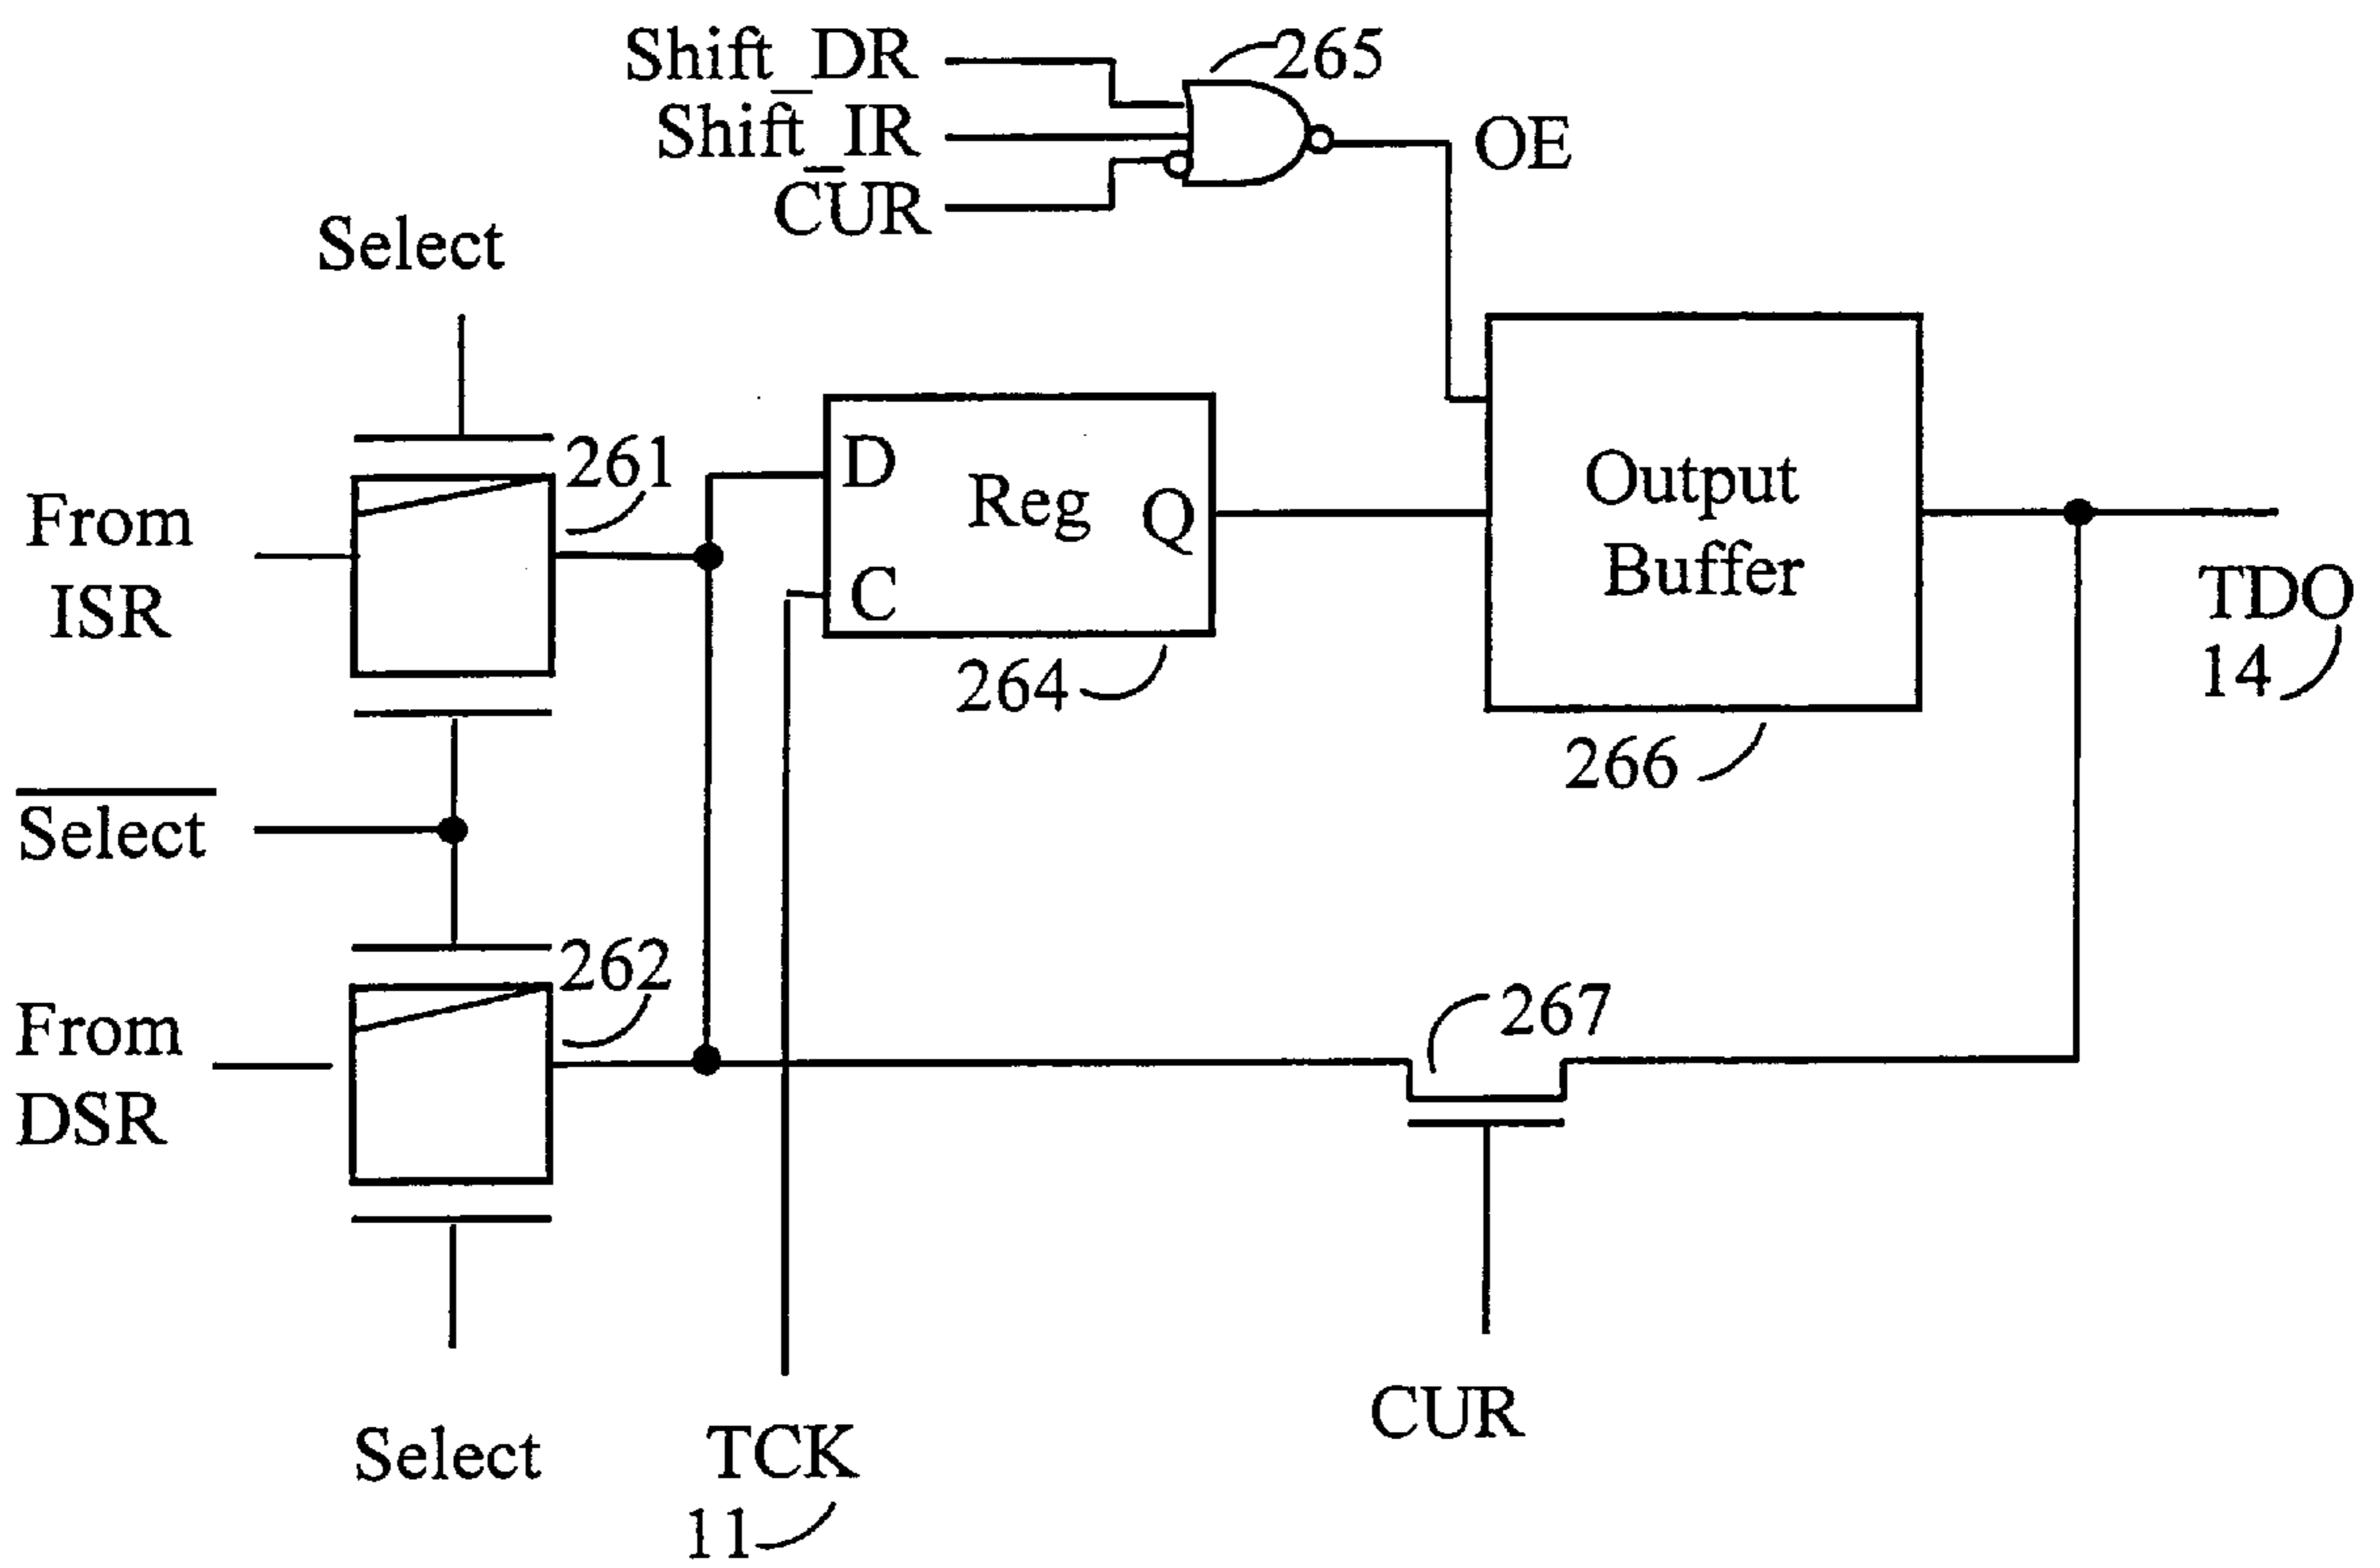 Shift_DR
265
Shift_IR
OE
CUR
Select
261
D
Reg
Q
C
264
From
ISR
Output
Buffer
266
TDO
14
Select
262
From
DSR
267
CUR
Select
TCK
11